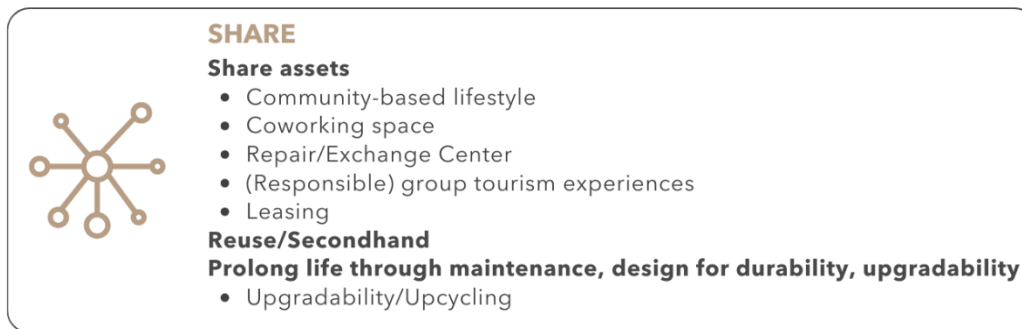 SHARE
Share assets
• Community-based lifestyle
• Coworking space
• Repair/Exchange Center
• (Responsible) group tourism experiences
• Leasing
Reuse/Secondhand
Prolong life through maintenance, design for durability, upgradability
• Upgradability/Upcycling